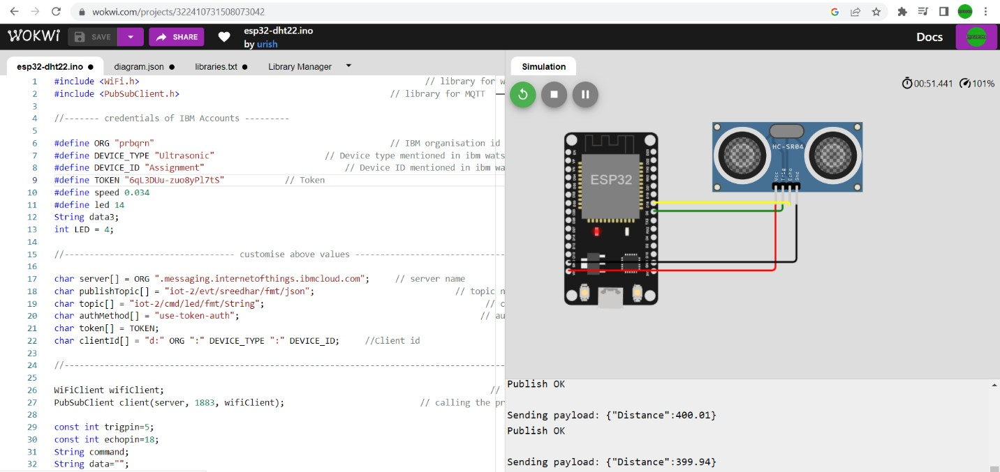 wokwi.com/projects/322410731508073042
WOKWi
SAVE
SHARE
esp32-dht22.ino
by urish
Docs
esp32-dht22.ino ●
diagram.json ●
libraries.txt ●
Library Manager
Simulation
1 #include <WiFi.h> // library for w
2 #include <PubSubClient.h> // library for MQTT
3
4 //------- credentials of IBM Accounts ---------
5
6 #define ORG "prbqrn" // IBM organisation id
7 #define DEVICE_TYPE "Ultrasonic" // Device type mentioned in ibm wats
8 #define DEVICE_ID "Assignment" // Device ID mentioned in ibm wa
9 #define TOKEN "6qL3DUu-zuo8yPl7tS" // Token
10 #define speed 0.034
11 #define led 14
12 String data3;
13 int LED = 4;
14
15 //---------------------------------- customise above values ------------------------------
16
17 char server[] = ORG ".messaging.internetofthings.ibmcloud.com"; // server name
18 char publishTopic[] = "iot-2/evt/sreedhar/fmt/json"; // topic n
19 char topic[] = "iot-2/cmd/led/fmt/String"; // c
20 char authMethod[] = "use-token-auth"; // au
21 char token[] = TOKEN;
22 char clientId[] = "d:" ORG ":" DEVICE_TYPE ":" DEVICE_ID; //Client id
23
24 //----------------------------------------------------------------------------------------
25
26 WiFiClient wifiClient; //
27 PubSubClient client(server, 1883, wifiClient); // calling the pr
28
29 const int trigpin=5;
30 const int echopin=18;
31 String command;
32 String data="";
00:51.441
101%
ESP32
HC-SR04
Vcc
Trig
Echo
Gnd
Publish OK
Sending payload: {"Distance":400.01}
Publish OK
Sending payload: {"Distance":399.94}